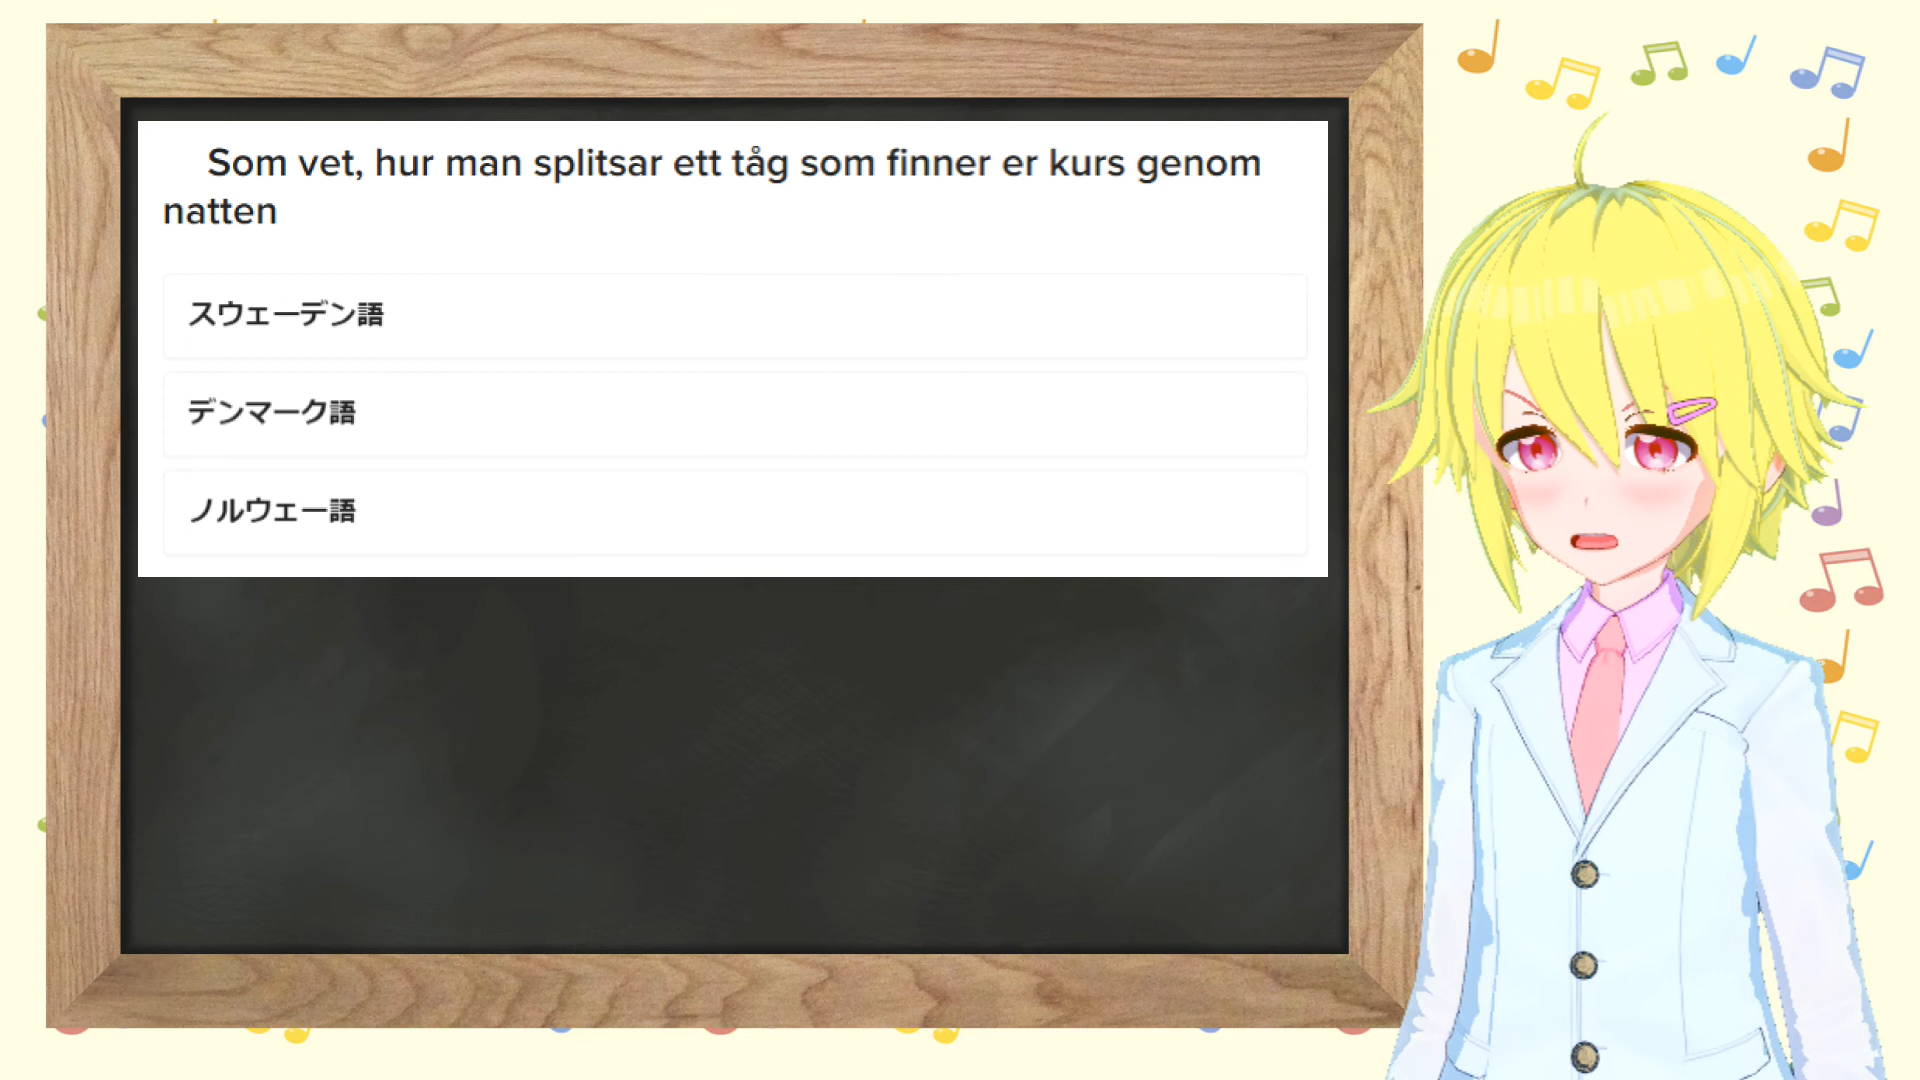 Som vet, hur man splitsar ett tåg som finner er kurs genom
natten
スウェーデン語
デンマーク語
ノルウェー語